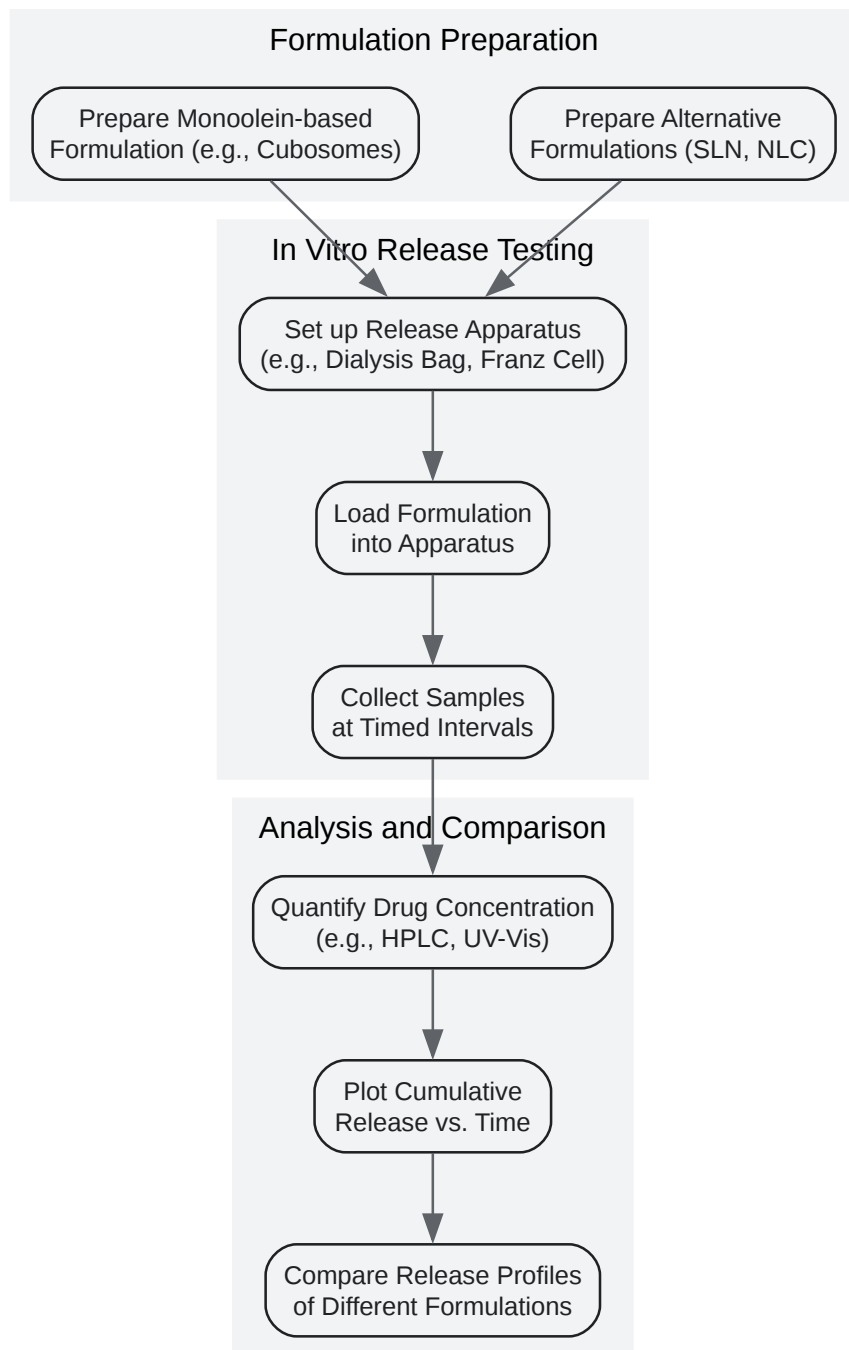 Formulation Preparation
Prepare Monoolein-based
Formulation (e.g., Cubosomes)
Prepare Alternative
Formulations (SLN, NLC)
In Vitro Release Testing
Set up Release Apparatus
(e.g., Dialysis Bag, Franz Cell)
Load Formulation
into Apparatus
Collect Samples
at Timed Intervals
Analysis and Comparison
Quantify Drug Concentration
(e.g., HPLC, UV-Vis)
Plot Cumulative
Release vs. Time
Compare Release Profiles
of Different Formulations